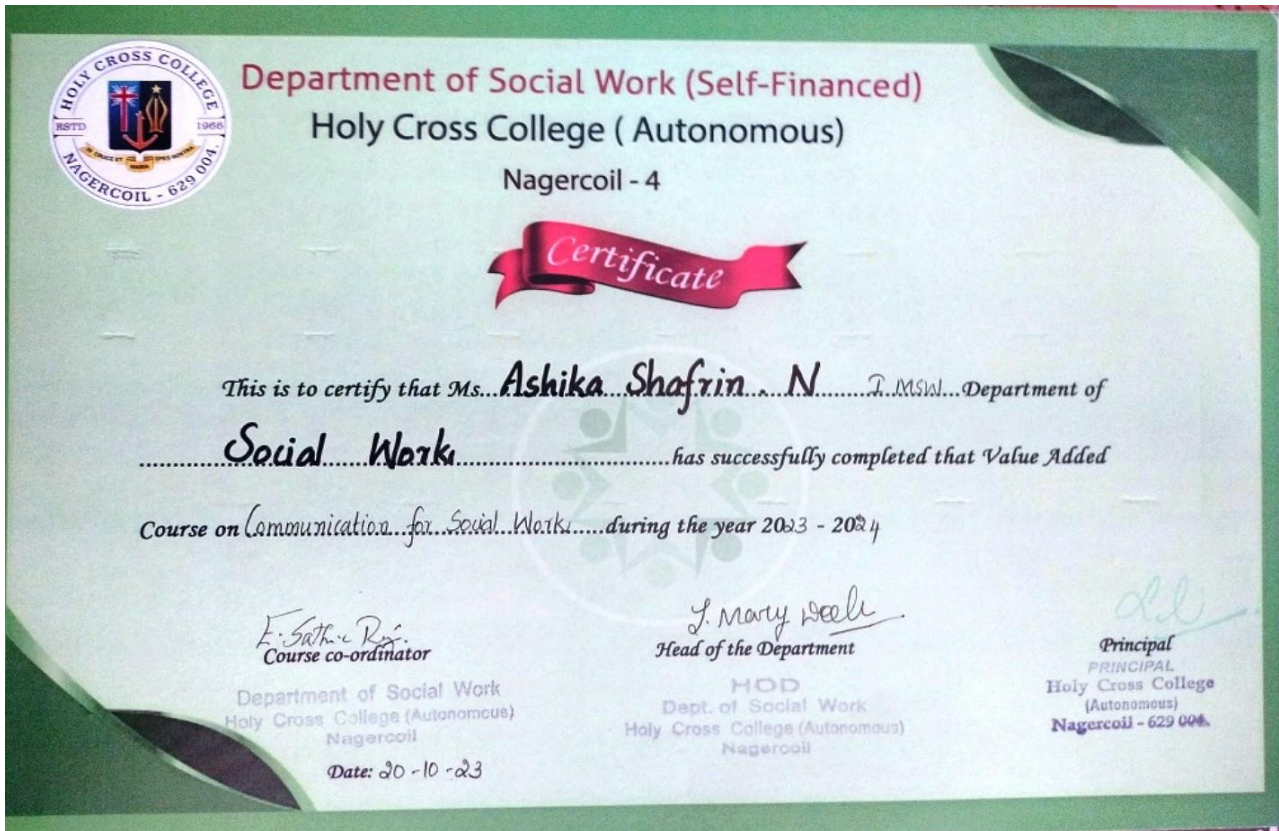 HOLY CROSS COLLEGE
ESTD 1965
NAGERCOIL - 629 004.
Department of Social Work (Self-Financed)
Holy Cross College ( Autonomous)
Nagercoil - 4
Certificate
This is to certify that Ms...Ashika Shafrin. N......I MSW...Department of
Social Work...has successfully completed that Value Added
Course on Communication for Social Work......during the year 2023 - 2024
Course co-ordinator
Department of Social Work
Holy Cross College (Autonomous)
Nagercoil
Date: 20-10-23
J. Mary
Head of the Department
HOD
Dept. of Social Work
Holy Cross College (Autonomous)
Nagercoil
Principal
PRINCIPAL
Holy Cross College
(Autonomous)
Nagercoil - 629 004.